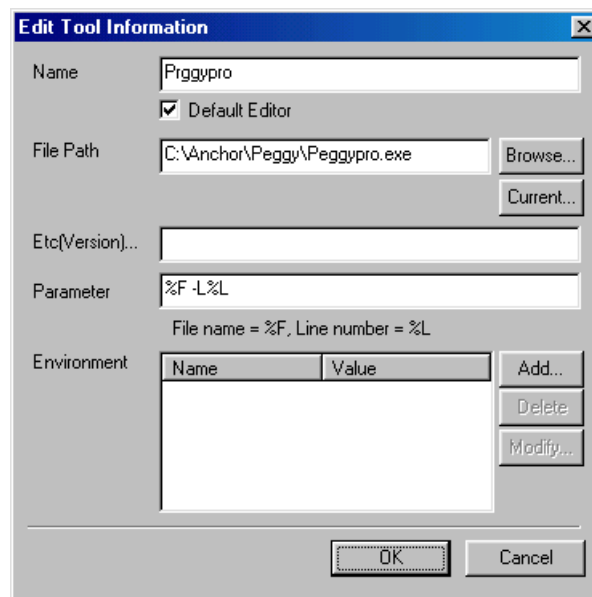 Edit Tool Information
Name
Prggypro
Default Editor
File Path
C:\Anchor\Peggy\Peggypro.exe
Browse...
Current...
Etc(Version)...
Parameter
%F -L%L
File name = %F, Line number = %L
Environment
Name
Value
Add...
Delete
Modify...
OK
Cancel